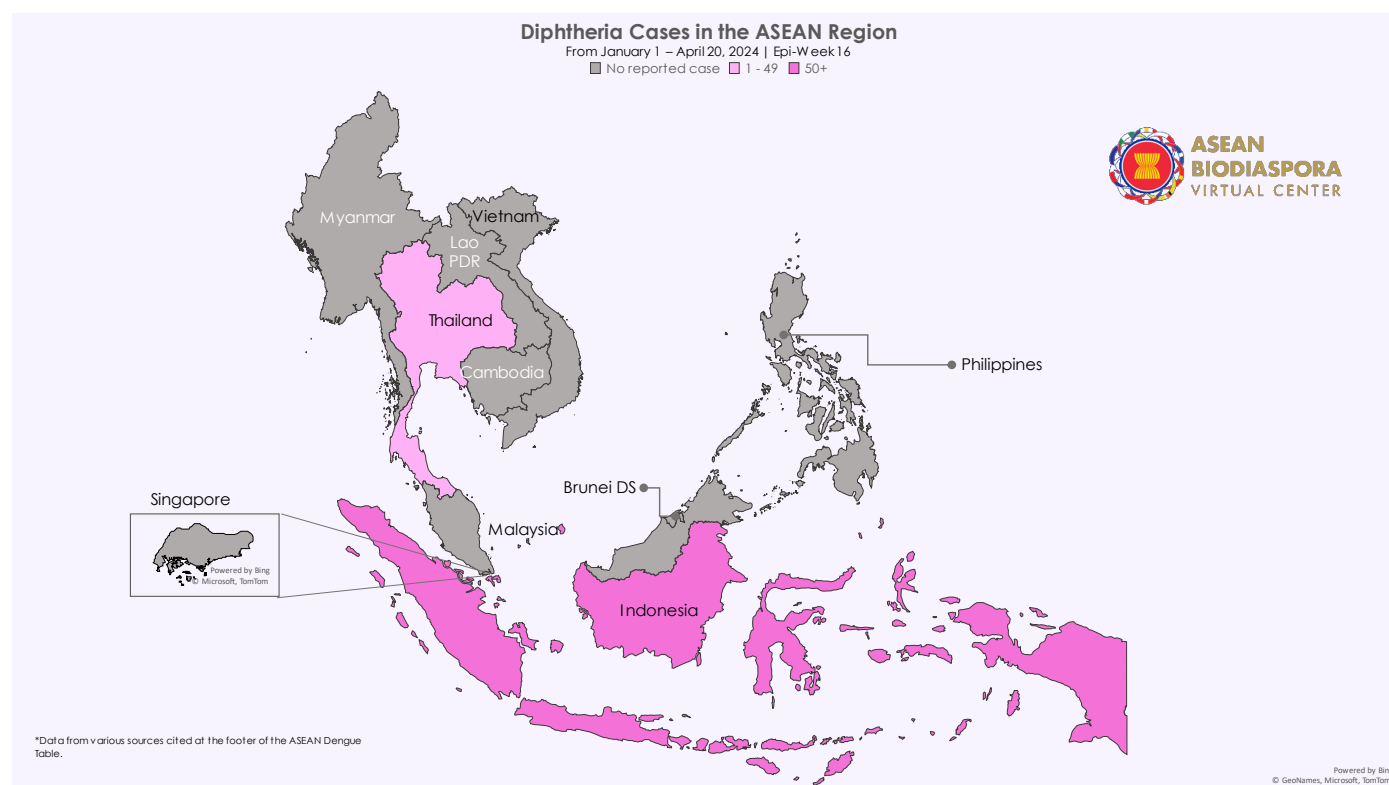 Diphtheria Cases in the ASEAN Region
From January 1 – April 20, 2024 | Epi-Week 16
No reported case 1 - 49 50+
ASEAN
BIODIASPORA
VIRTUAL CENTER
Myanmar
Vietnam
Lao
PDR
Thailand
Cambodia
Philippines
Brunei DS
Singapore
Malaysia
Powered by Bing
© Microsoft, TomTom
Indonesia
*Data from various sources cited at the footer of the ASEAN Dengue
Table.
Powered by Bin
© GeoNames, Microsoft, TomTom